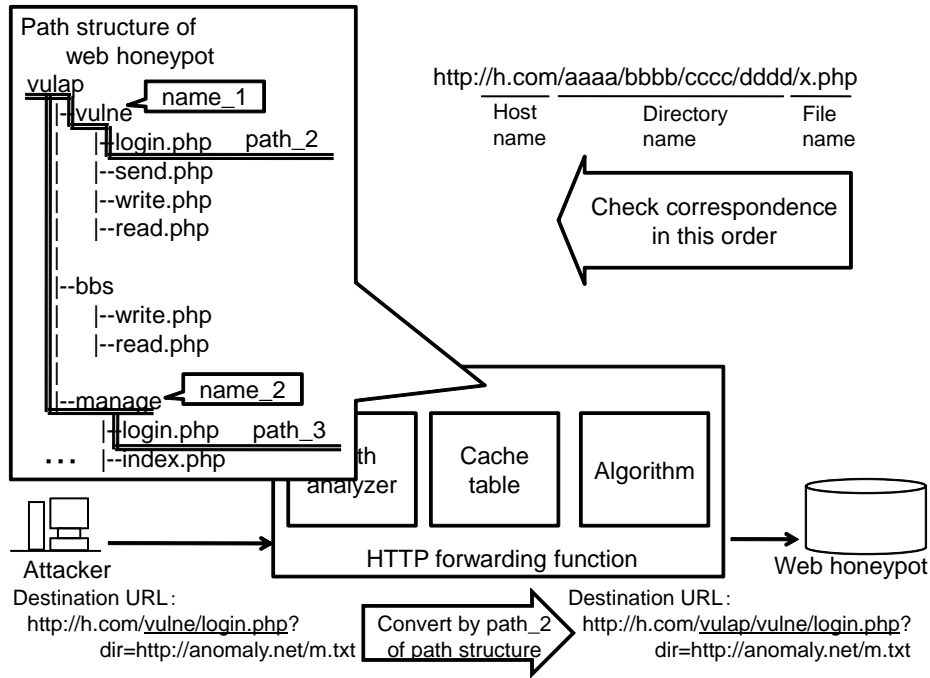 Path structure of
web honeypot
vulap
|--vulne
name_1
|--login.php path_2
|--send.php
|--write.php
|--read.php
|--bbs
|--write.php
|--read.php
name_2
|--manage
|--login.php path_3
... |--index.php
http://h.com/aaaa/bbbb/cccc/dddd/x.php
Host
name
Directory
name
File
name
Check correspondence
in this order
analyzer
Cache
table
Algorithm
HTTP forwarding function
Attacker
Web honeypot
Destination URL:
http://h.com/vulne/login.php?
dir=http://anomaly.net/m.txt
Convert by path_2
of path structure
Destination URL:
http://h.com/vulap/vulne/login.php?
dir=http://anomaly.net/m.txt